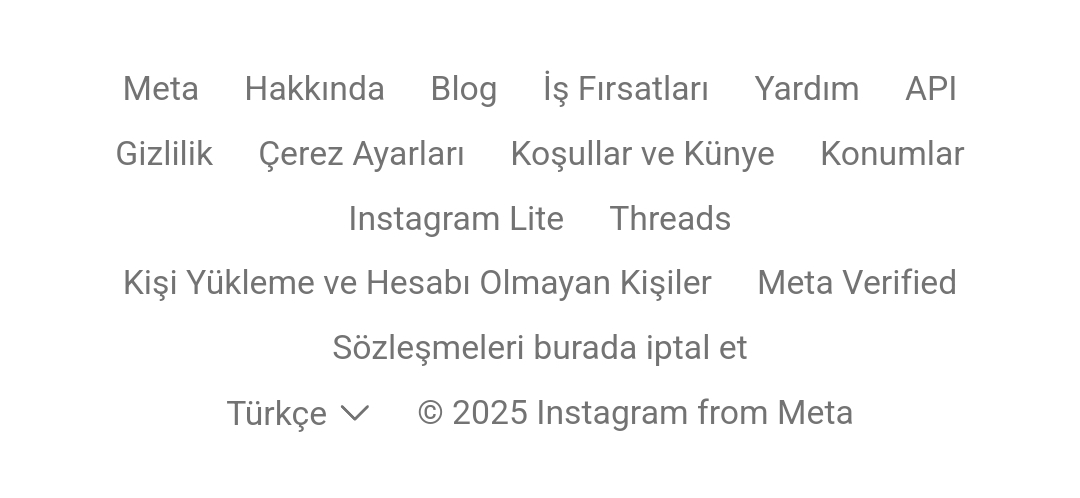 Meta Hakkında Blog İş Fırsatları Yardım API
Gizlilik Çerez Ayarları Koşullar ve Künye Konumlar
Instagram Lite Threads
Kişi Yükleme ve Hesabı Olmayan Kişiler Meta Verified
Sözleşmeleri burada iptal et
Türkçe © 2025 Instagram from Meta